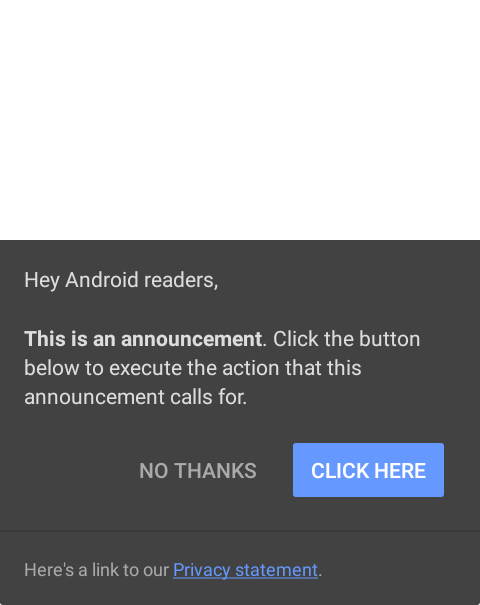 Hey Android readers,
This is an announcement. Click the button
below to execute the action that this
announcement calls for.
NO THANKS
CLICK HERE
Here's a link to our Privacy statement.